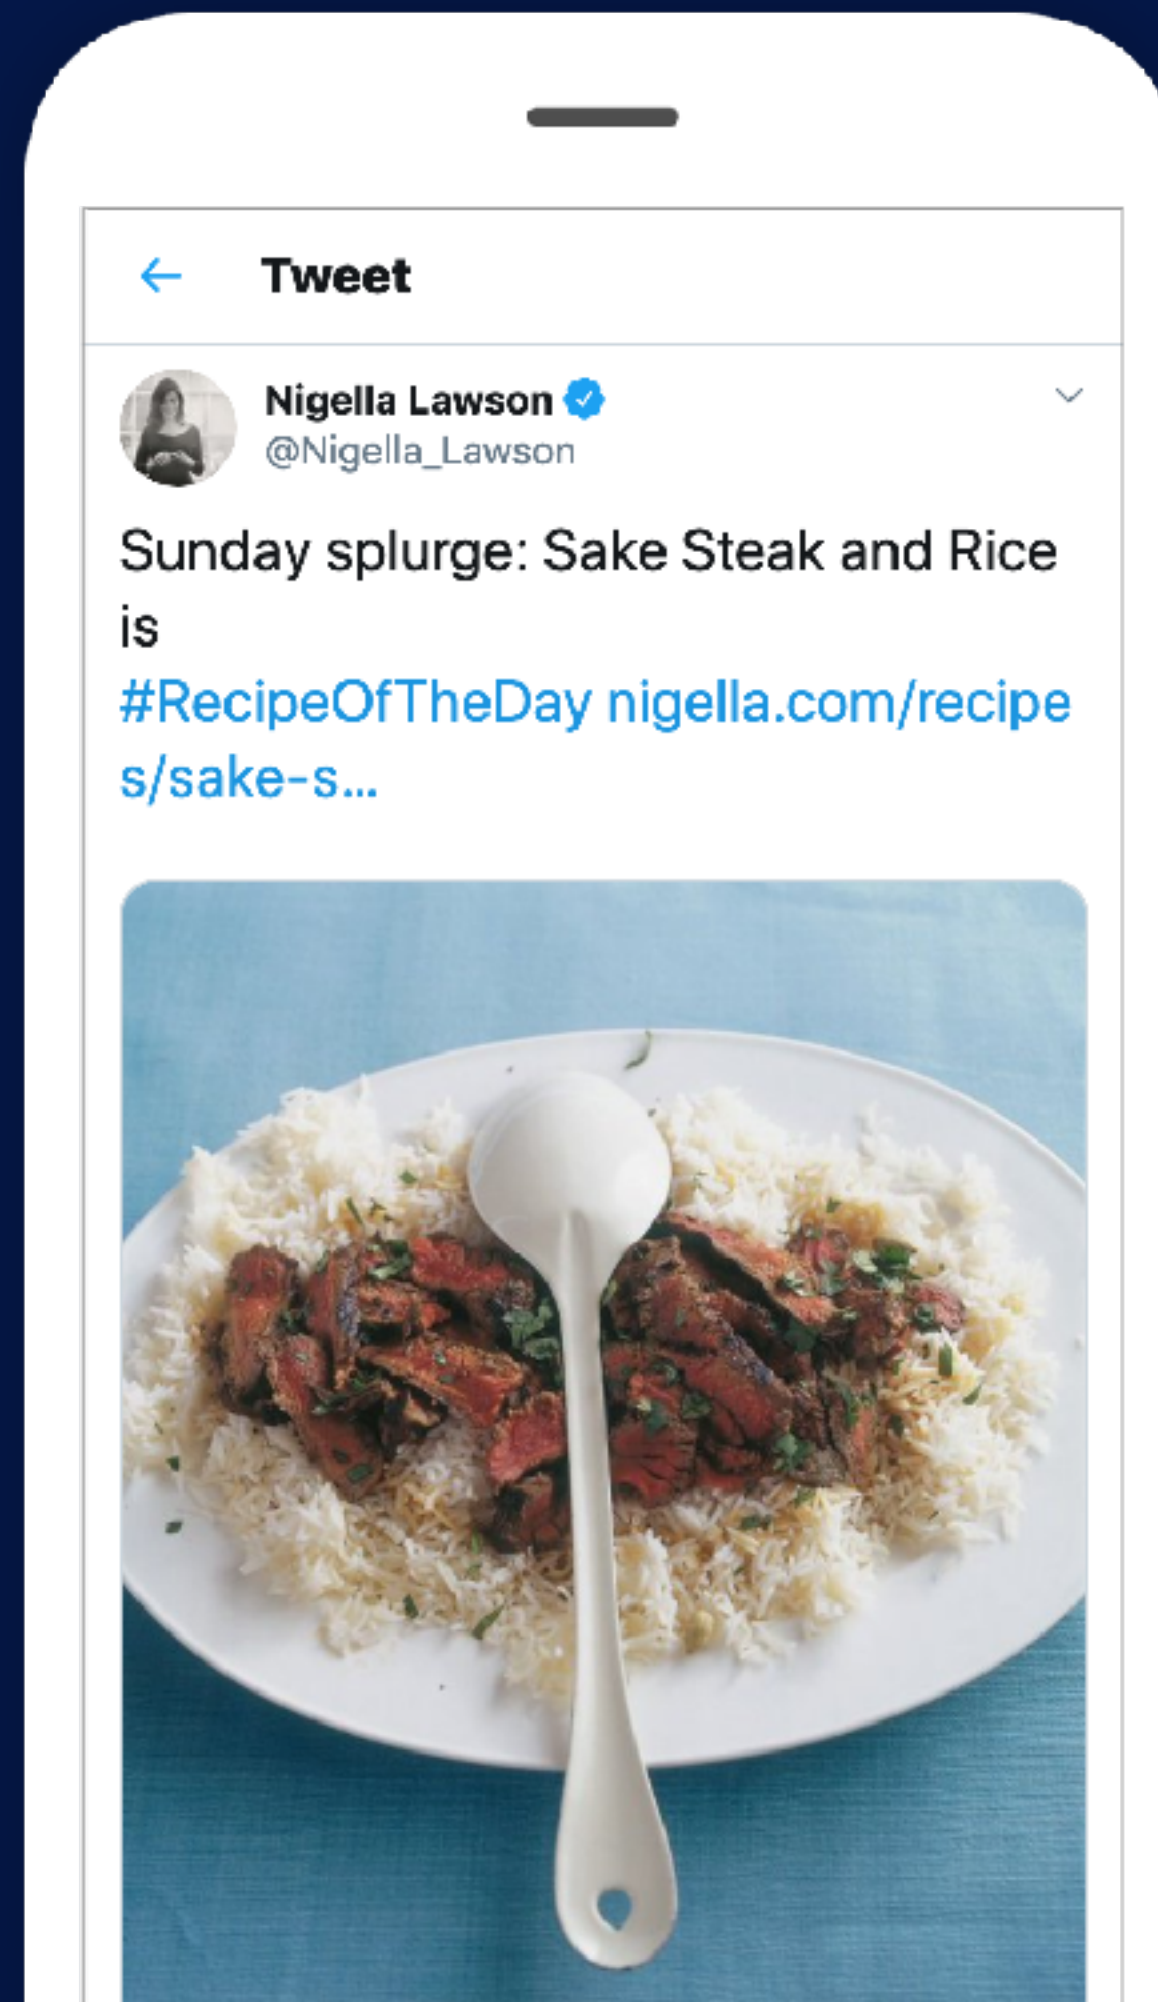 Tweet
Nigella Lawson
@Nigella_Lawson
Sunday splurge: Sake Steak and Rice
is
#RecipeOfTheDay nigella.com/recipe
s/sake-s...